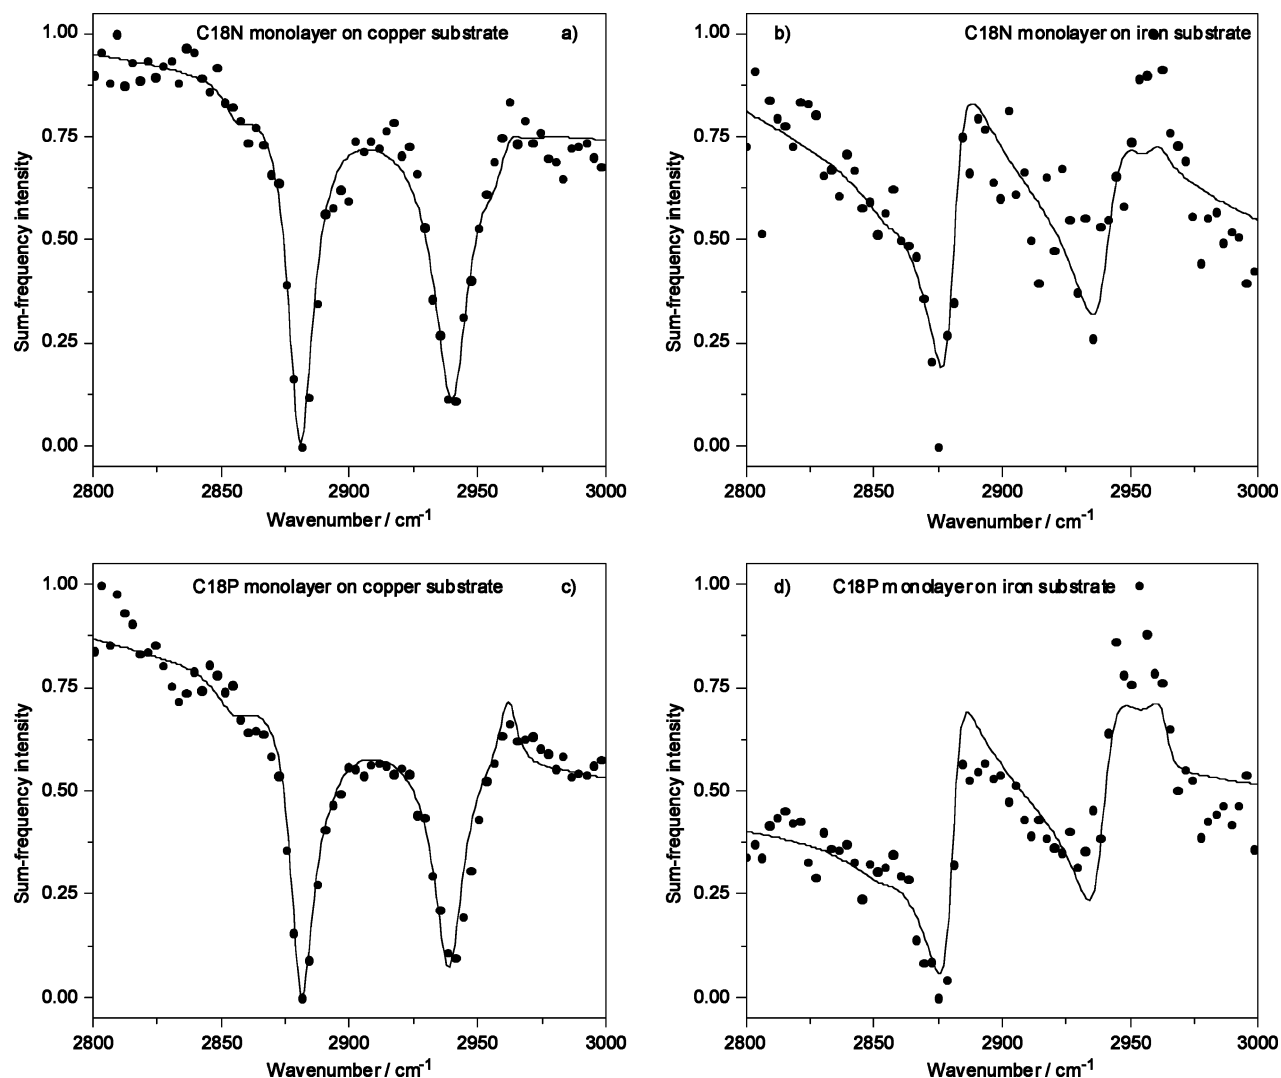 C18N monolayer on copper substrate a)
1.00
0.75
0.50
0.25
0.00
Sum-frequency intensity
2800 2850 2900 2950 3000
Wavenumber / cm-1
b) C18N monolayer on iron substrate
1.00
0.75
0.50
0.25
0.00
Sum-frequency intensity
2800 2850 2900 2950 3000
Wavenumber / cm-1
C18P monolayer on copper substrate c)
1.00
0.75
0.50
0.25
0.00
Sum-frequency intensity
2800 2850 2900 2950 3000
Wavenumber / cm-1
d) C18P monolayer on iron substrate
1.00
0.75
0.50
0.25
0.00
Sum-frequency intensity
2800 2850 2900 2950 3000
Wavenumber / cm-1